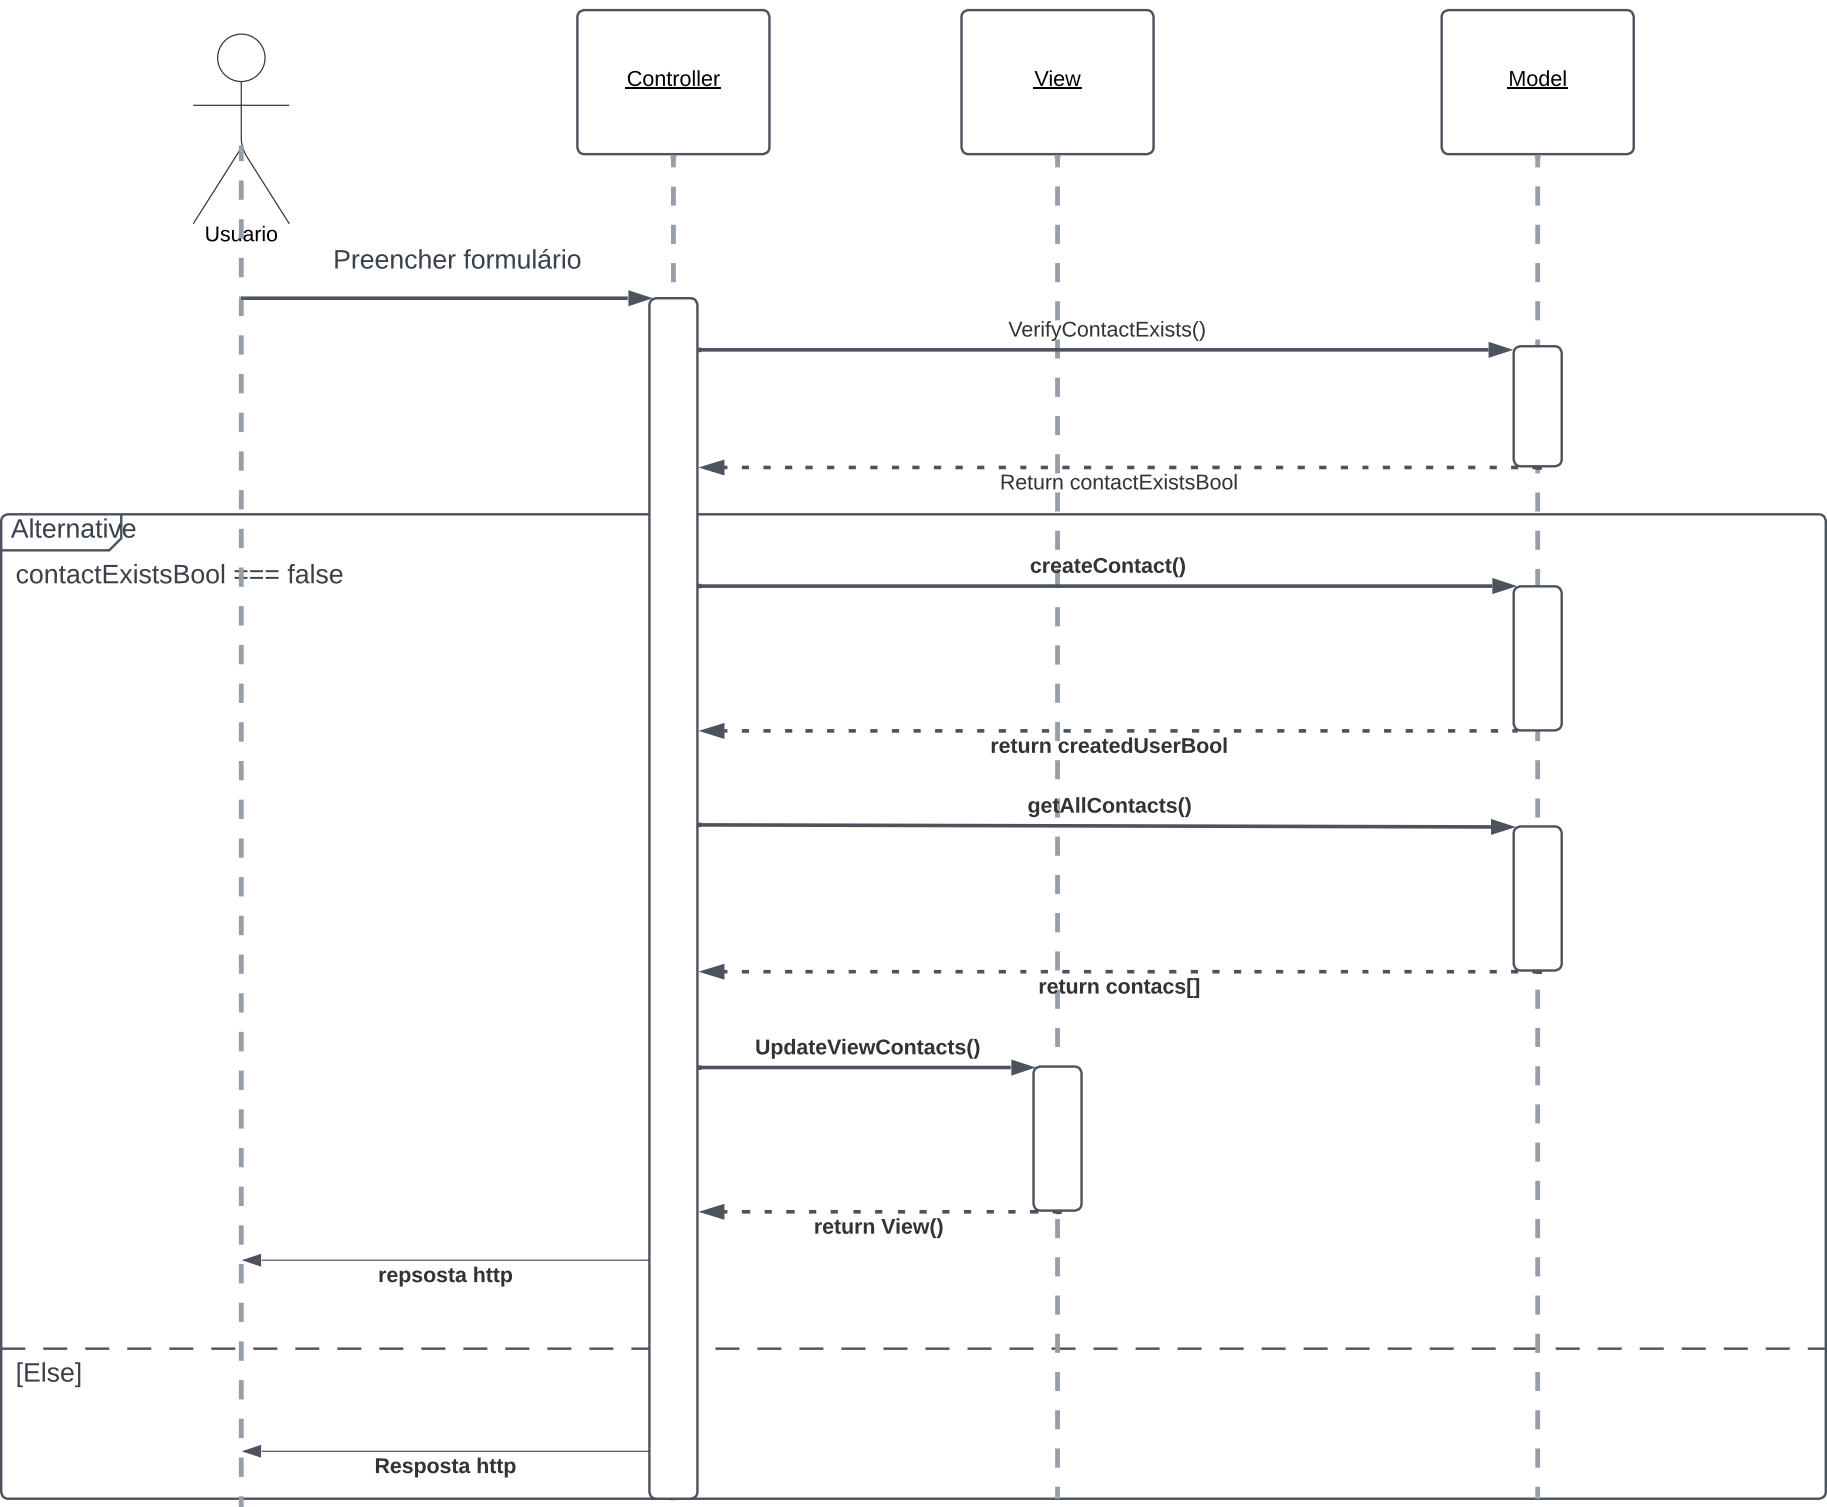 Controller
View
Model
Usuario
Preencher formulário
VerifyContactExists()
Return contactExistsBool
Alternative
contactExistsBool === false
createContact()
return createdUserBool
getAllContacts()
return contacs[]
UpdateViewContacts()
return View()
repsosta http
[Else]
Resposta http